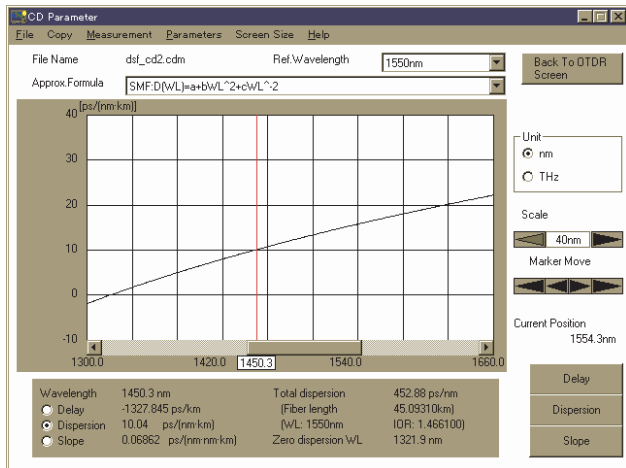 CD Parameter
File Copy Measurement Parameters Screen Size Help
File Name dsf_cd2.cdm Ref.Wavelength 1550nm
Back To OTDR Screen
Approx.Formula SMF:D(WL)=a+bWL^2+cWL^-2
[ps/(nm·km)]
40
30
20
10
0
-10
1300.0 1420.0 1450.3 1540.0 1660.0
Unit
nm
THz
Scale
40nm
Marker Move
Current Position
1554.3nm
Wavelength 1450.3 nm Total dispersion 452.88 ps/nm
Delay -1327.845 ps/km (Fiber length 45.09310km)
Dispersion 10.04 ps/(nm·km) (WL: 1550nm IOR: 1.466100)
Slope 0.06862 ps/(nm·nm·km) Zero dispersion WL 1321.9 nm
Delay
Dispersion
Slope